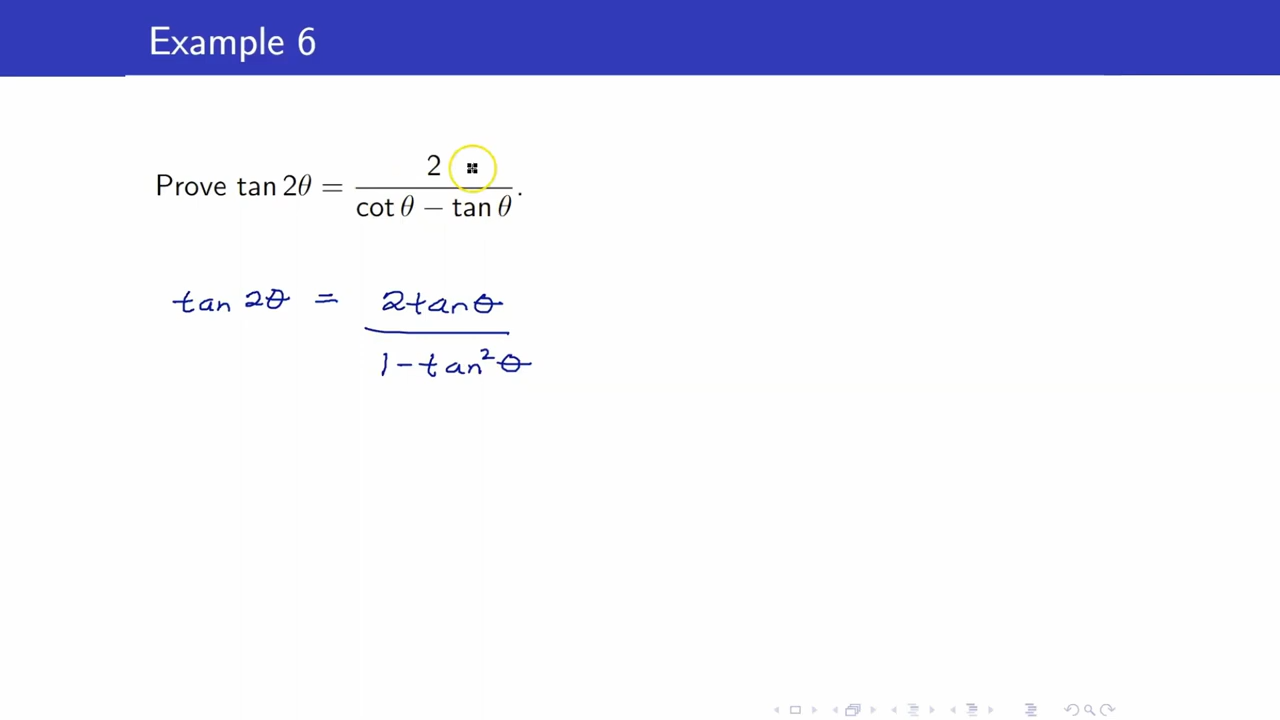 Example 6
Prove tan 2θ = 2 / (cot θ − tan θ).
tan 2θ = 2tanθ / (1 − tan²θ)